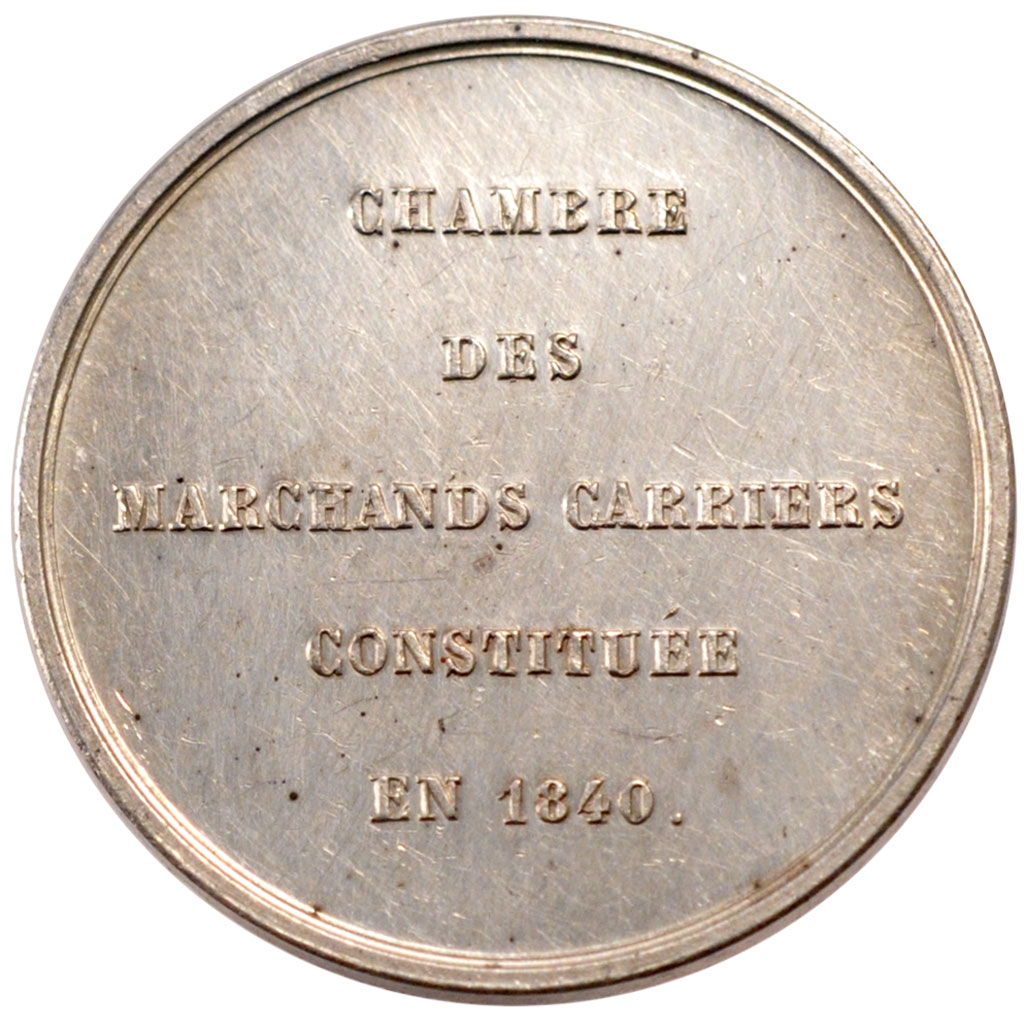 CHAMBRE
DES
MARCHANDS CARRIERS
CONSTITUÉE
EN 1840.